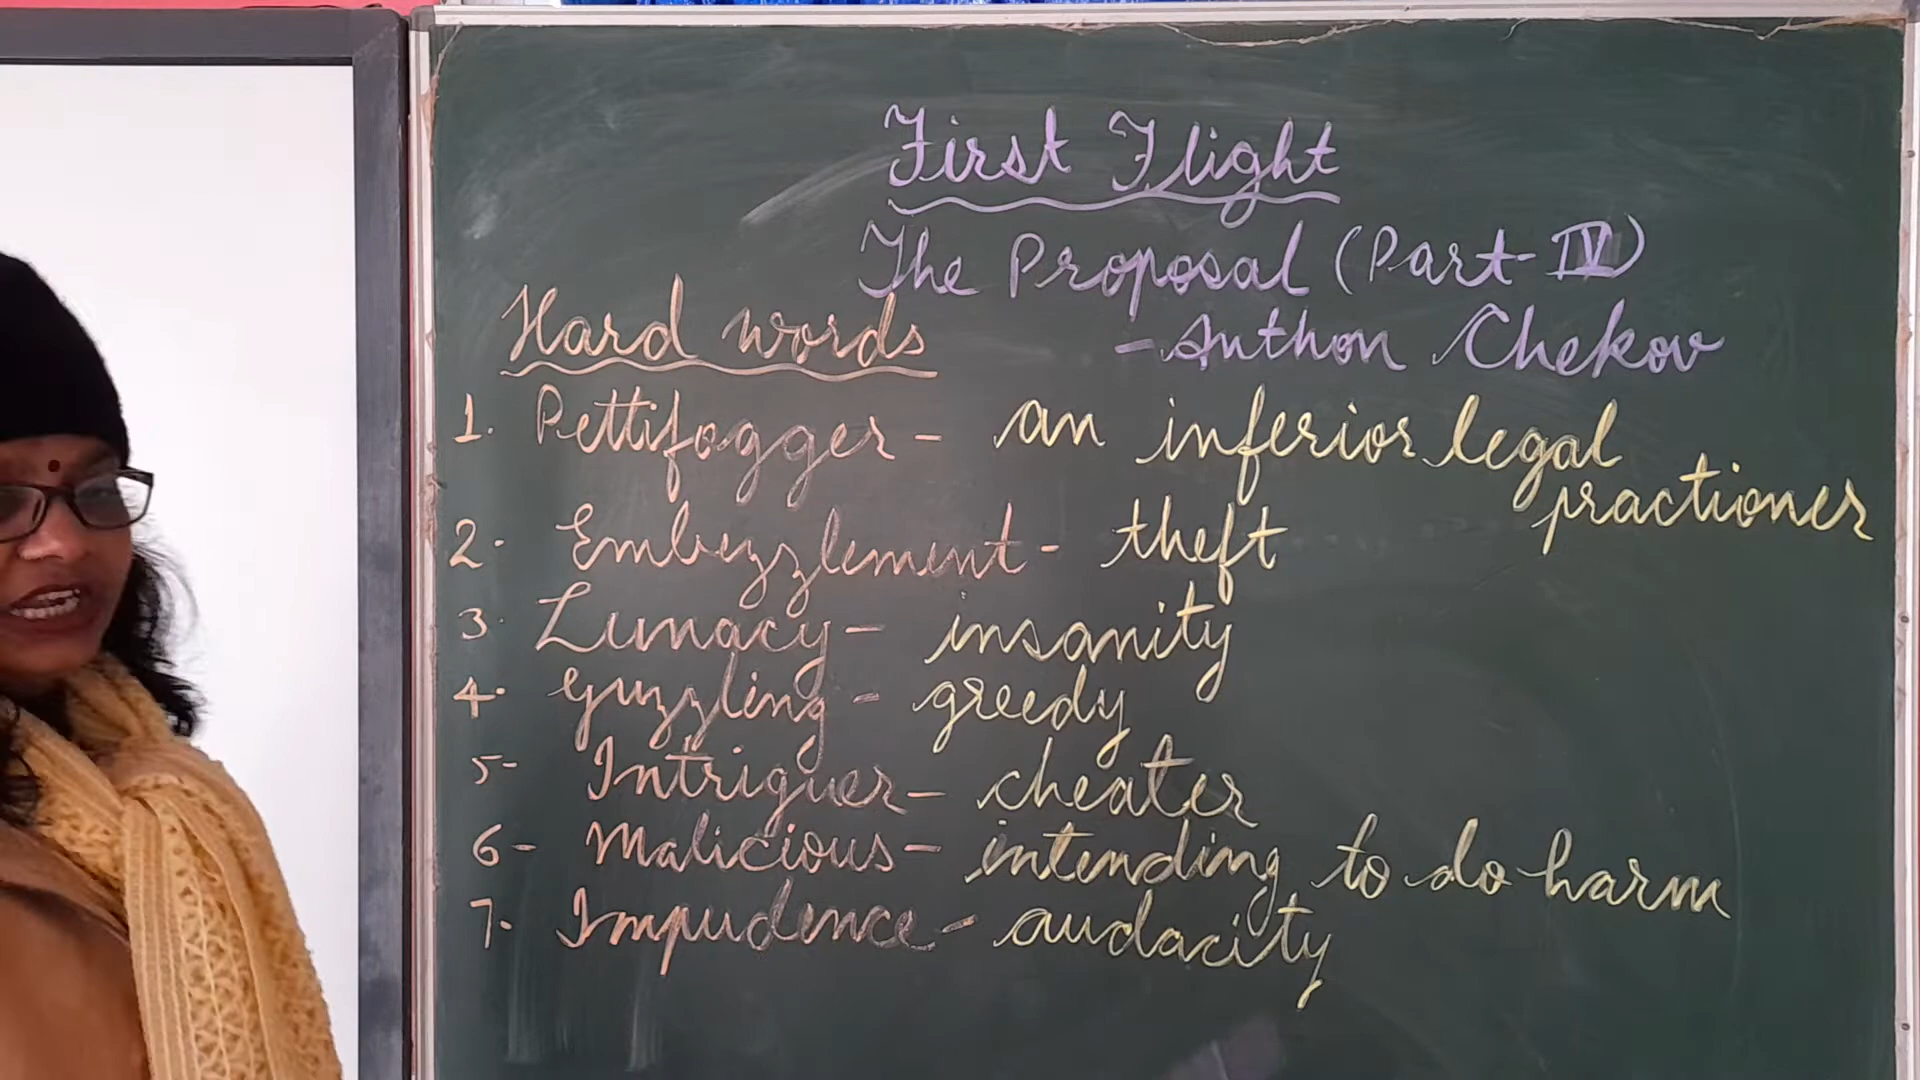 First Flight
The Proposal (Part-IV)
Hard words
- Anthon Chekov
1. Pettifogger - an inferior legal
practioner
2. Embezzlement - theft
3. Lunacy - insanity
4. Guzzling - greedy
5- Intriguer - cheater
6- Malicious - intending to do harm
7. Impudence - audacity